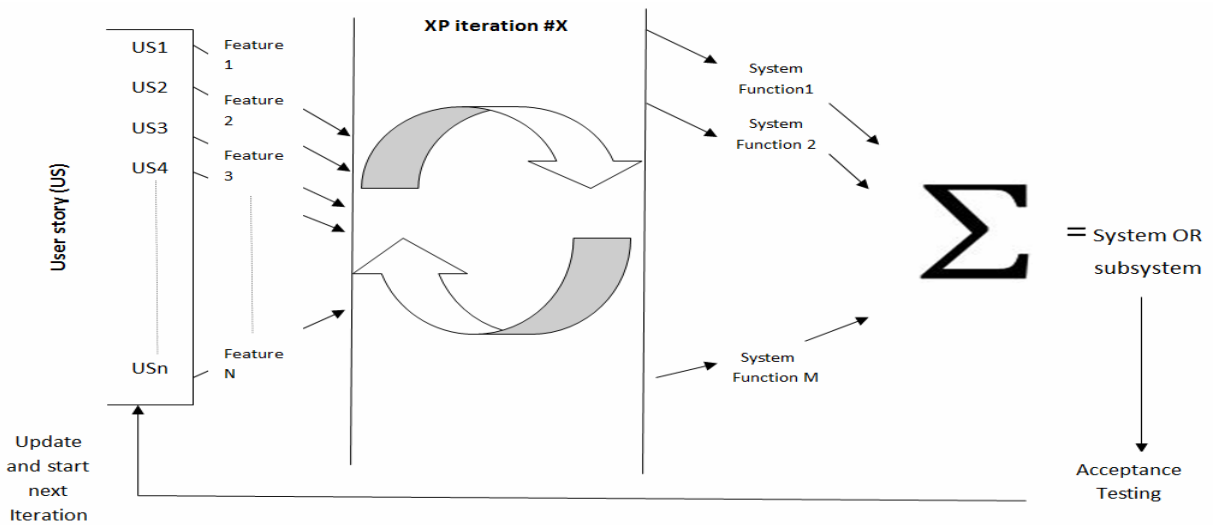 XP iteration #X
User story (US)
US1
US2
US3
US4
USn
Feature
1
Feature
2
Feature
3
Feature
N
System
Function1
System
Function 2
System
Function M
Σ
= System OR
subsystem
Acceptance
Testing
Update
and start
next
Iteration